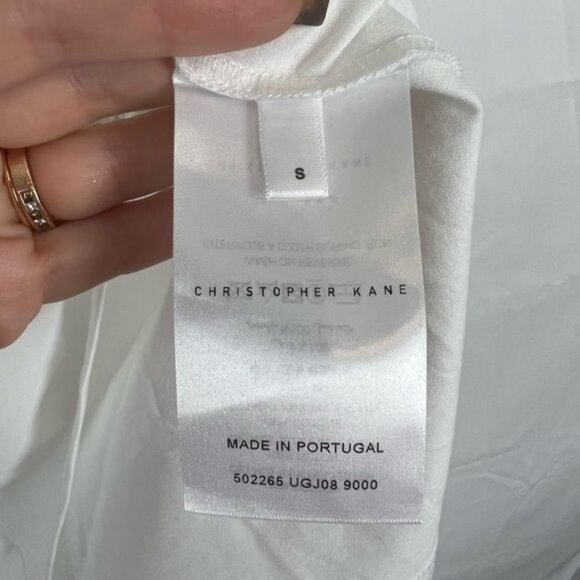 S
CHRISTOPHER KANE
MADE IN PORTUGAL
502265 UGJ08 9000